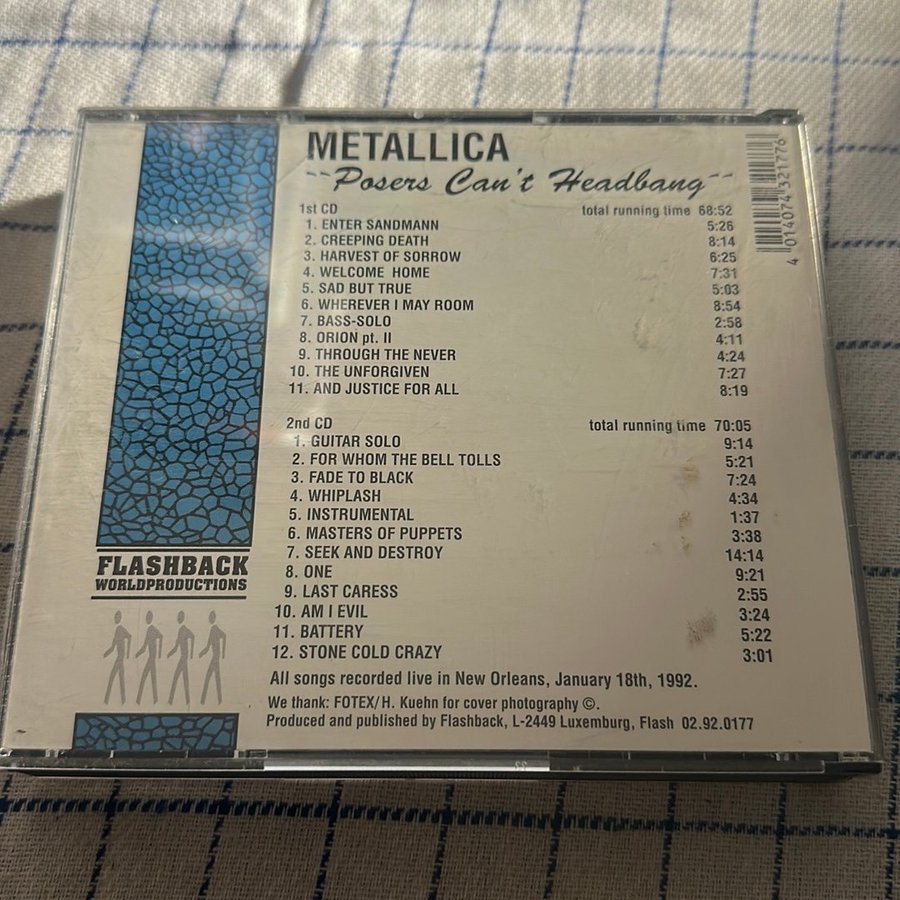 METALLICA
--Posers Can't Headbang--
1st CD total running time 68:52
1. ENTER SANDMANN 5:26
2. CREEPING DEATH 8:14
3. HARVEST OF SORROW 6:25
4. WELCOME HOME 7:31
5. SAD BUT TRUE 5:03
6. WHEREVER I MAY ROOM 8:54
7. BASS-SOLO 2:58
8. ORION pt. II 4:11
9. THROUGH THE NEVER 4:24
10. THE UNFORGIVEN 7:27
11. AND JUSTICE FOR ALL 8:19
2nd CD total running time 70:05
1. GUITAR SOLO 9:14
2. FOR WHOM THE BELL TOLLS 5:21
3. FADE TO BLACK 7:24
4. WHIPLASH 4:34
5. INSTRUMENTAL 1:37
6. MASTERS OF PUPPETS 3:38
7. SEEK AND DESTROY 14:14
8. ONE 9:21
9. LAST CARESS 2:55
10. AM I EVIL 3:24
11. BATTERY 5:22
12. STONE COLD CRAZY 3:01
All songs recorded live in New Orleans, January 18th, 1992.
We thank: FOTEX/H. Kuehn for cover photography ©.
Produced and published by Flashback, L-2449 Luxemburg, Flash 02.92.0177
FLASHBACK
WORLDPRODUCTIONS
4 014074 321776